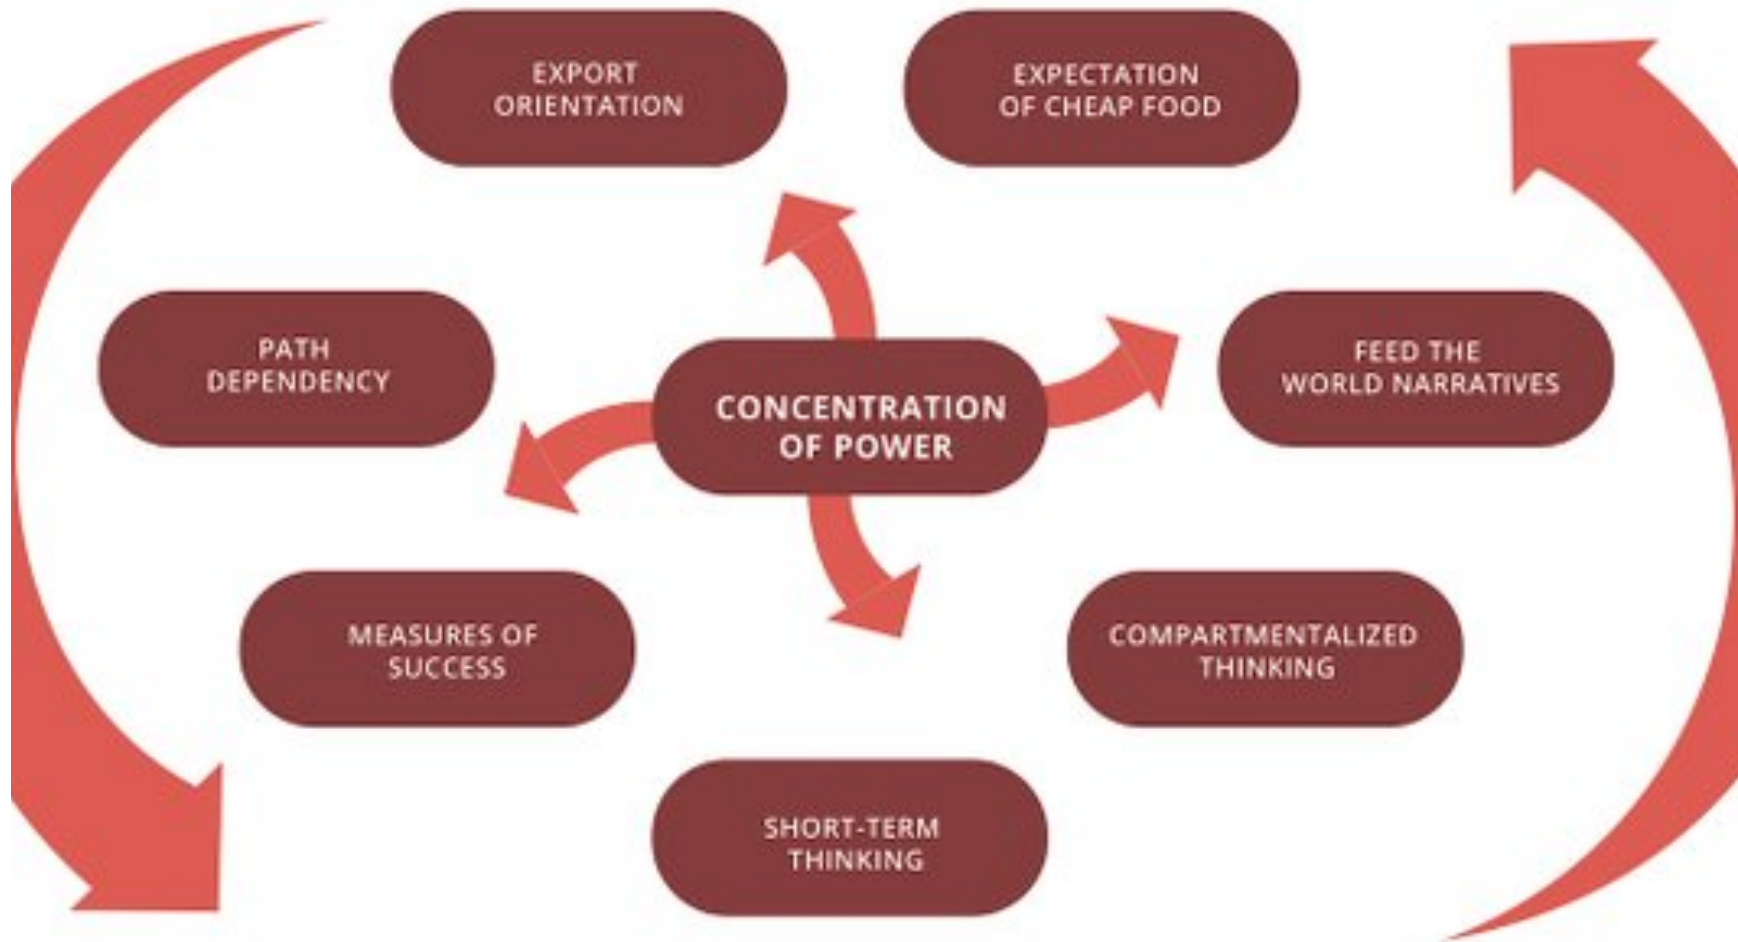 EXPORT
ORIENTATION
EXPECTATION
OF CHEAP FOOD
PATH
DEPENDENCY
CONCENTRATION
OF POWER
FEED THE
WORLD NARRATIVES
MEASURES OF
SUCCESS
COMPARTMENTALIZED
THINKING
SHORT-TERM
THINKING